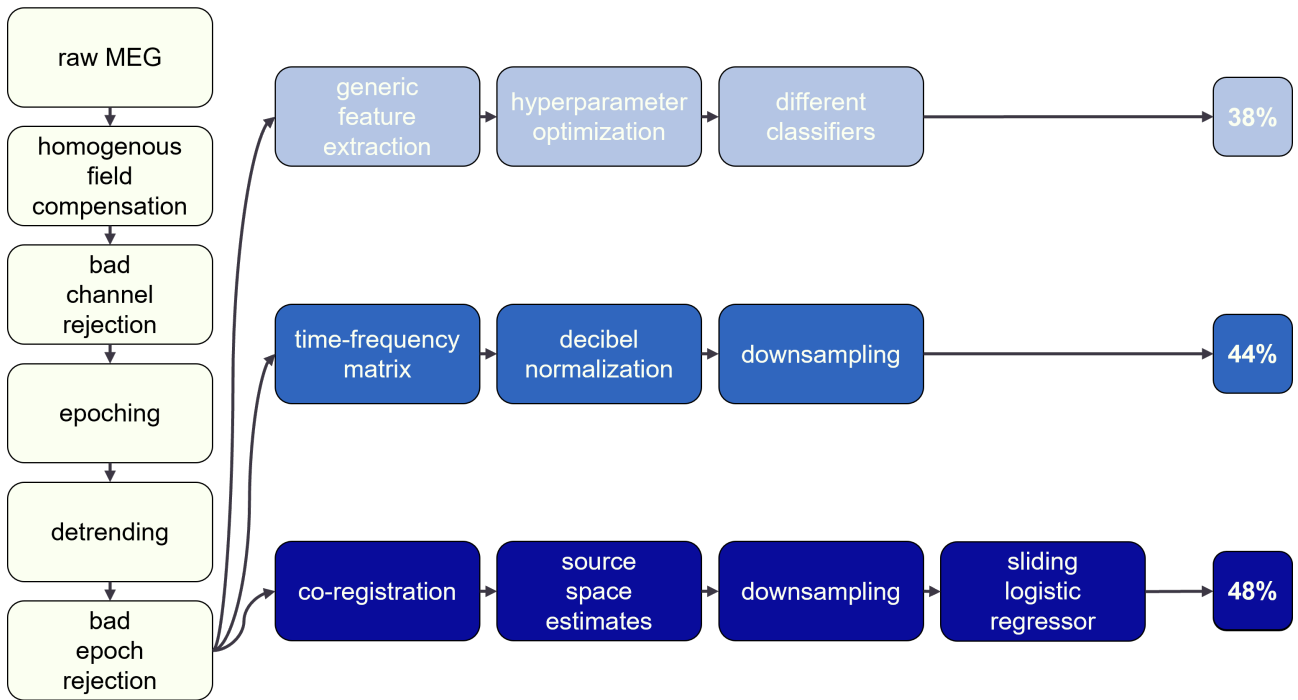 raw MEG
homogenous
field
compensation
bad
channel
rejection
epoching
detrending
bad
epoch
rejection
generic
feature
extraction
hyperparameter
optimization
different
classifiers
38%
time-frequency
matrix
decibel
normalization
downsampling
44%
co-registration
source
space
estimates
downsampling
sliding
logistic
regressor
48%